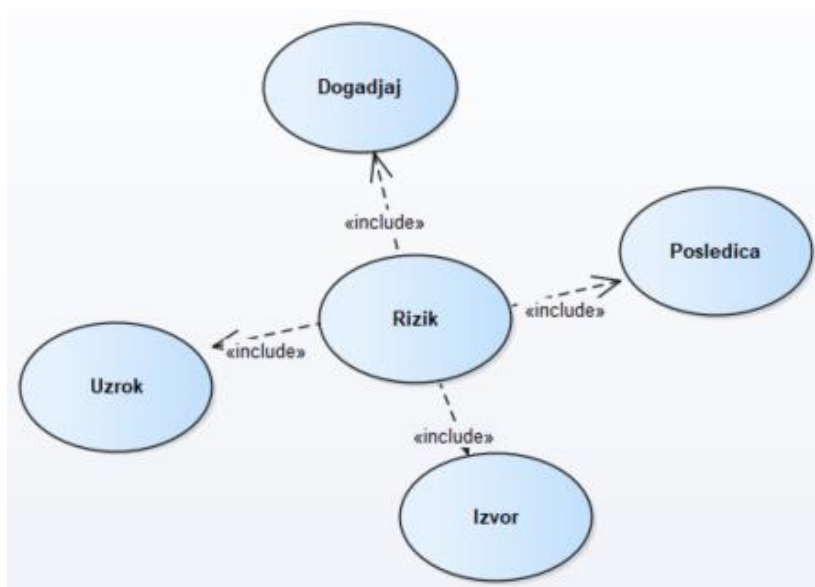 Dogadjaj
«include»
Posledica
Rizik
«include»
«include»
Uzrok
«include»
Izvor